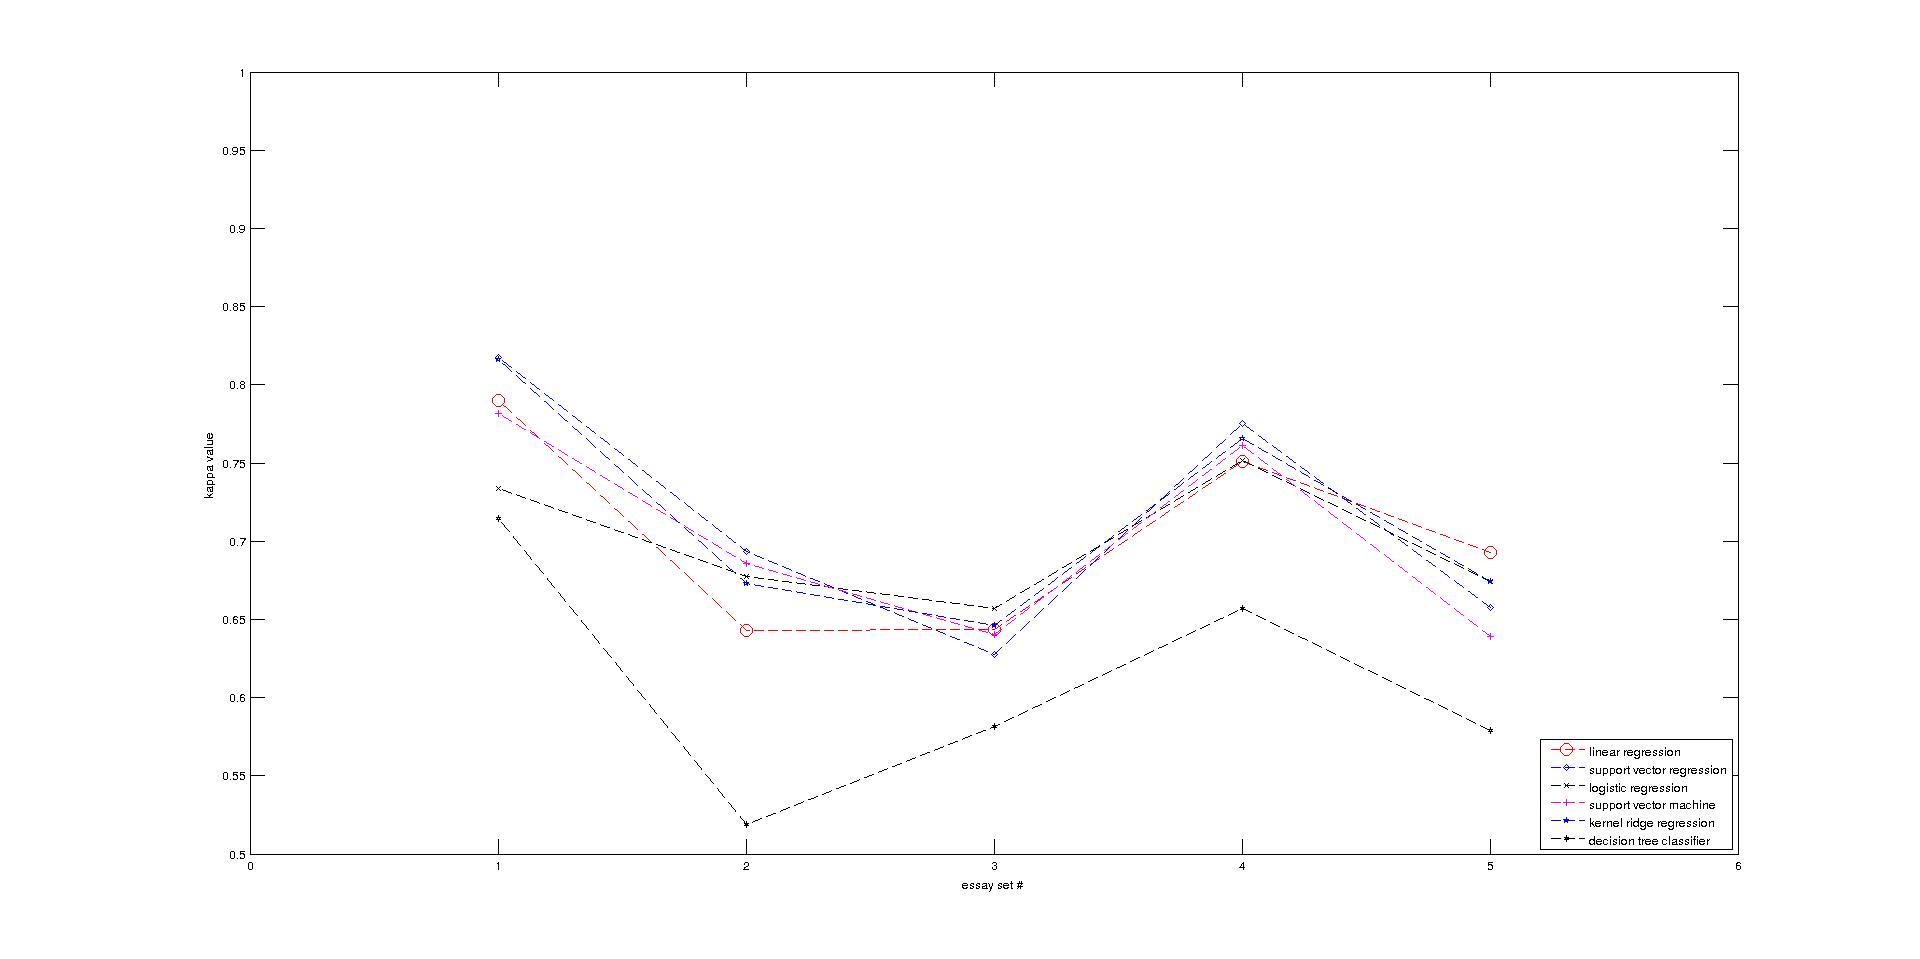 1
0.95
0.9
0.85
0.8
0.75
0.7
0.65
0.6
0.55
0.5
kappa value
0 1 2 3 4 5 6
essay set #
linear regression
support vector regression
logistic regression
support vector machine
kernel ridge regression
decision tree classifier